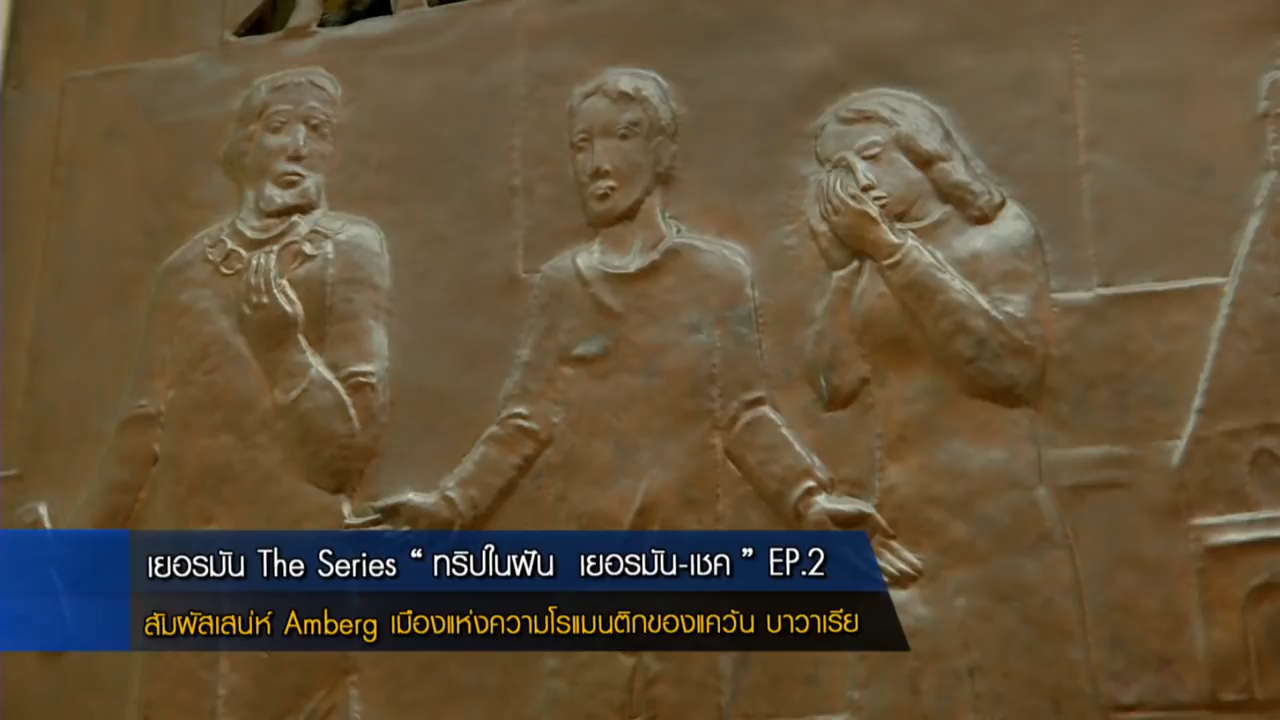 เยอรมัน The Series “ ทริปในฝัน เยอรมัน-เชค ” EP.2
สัมผัสเสน่ห์ Amberg เมืองแห่งความโรแมนติกของแคว้น บาวาเรีย